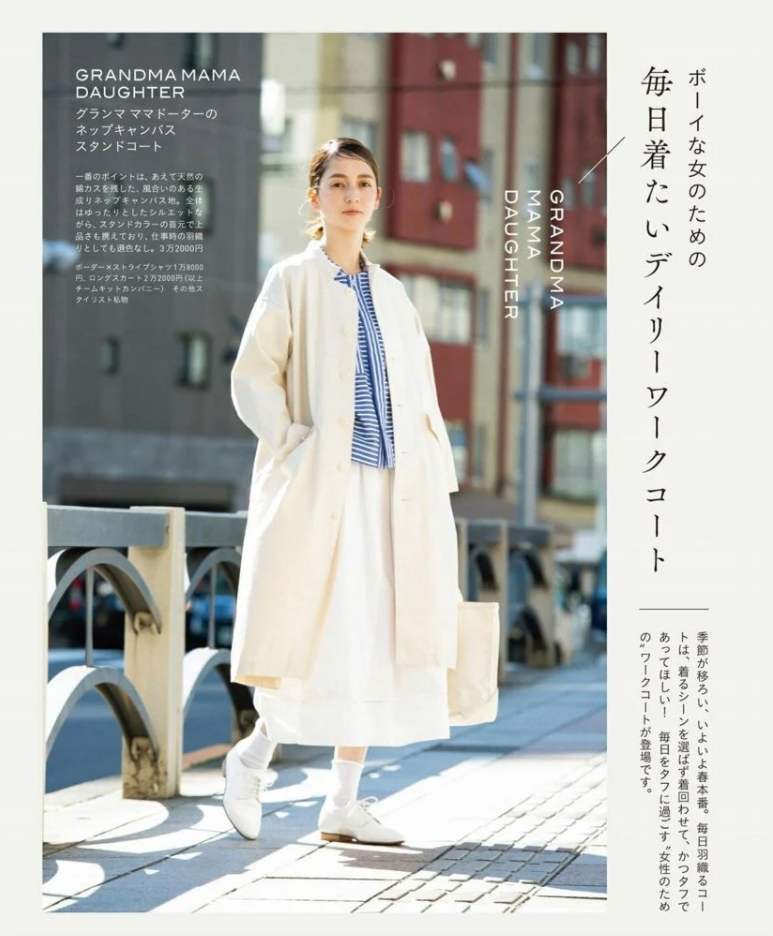 ボーイな女のための
毎日着たいデイリーワークコート
季節が移ろい、いよいよ春本番。毎日羽織るコー
トは、着るシーンを選ばず着回わせて、かつタフで
あってほしい！　毎日をタフに過ごす〝女性のため
の〟ワークコートが登場です。
GRANDMA
MAMA
DAUGHTER
GRANDMA MAMA
DAUGHTER
グランマ ママドーターの
ネップキャンバス
スタンドコート
一番のポイントは、あえて天然の
綿カスを残した、風合いのある生
成りネップキャンバス地。全体
はゆったりとしたシルエットな
がら、スタンドカラーの首元で上
品さも携えており、仕事時の羽織
りとしても遜色なし。3万2000円
ボーダー×ストライプシャツ1万8000
円、ロングスカート2万2000円（以上
チームキットカンパニー）　その他ス
タイリスト私物